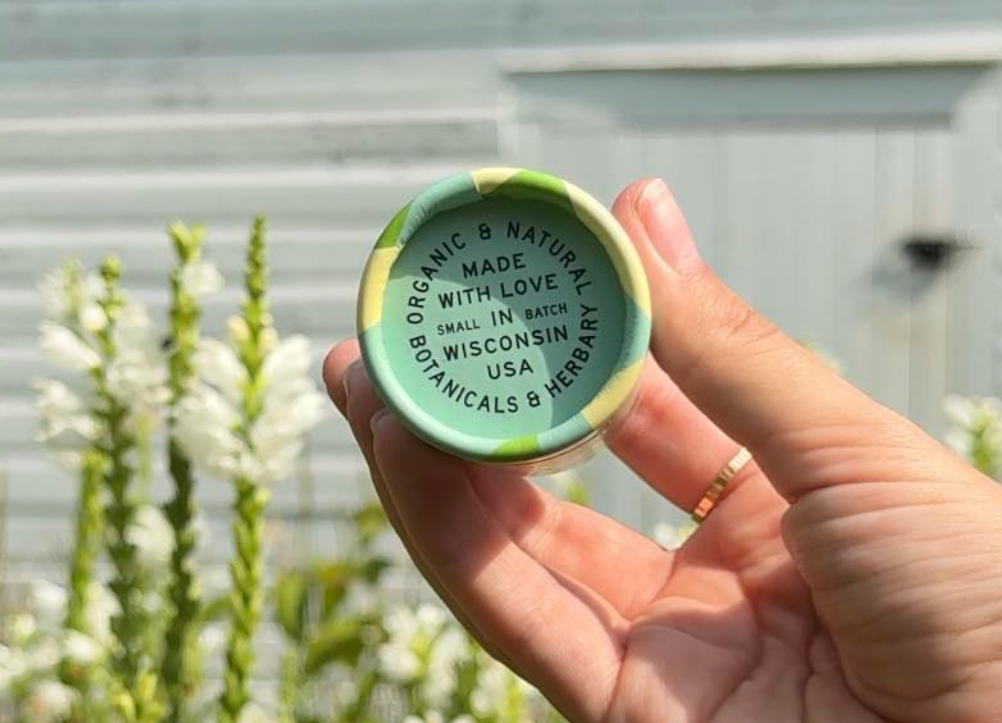 ORGANIC & NATURAL
MADE
WITH LOVE
SMALL IN BATCH
WISCONSIN
USA
BOTANICALS & HERBARY